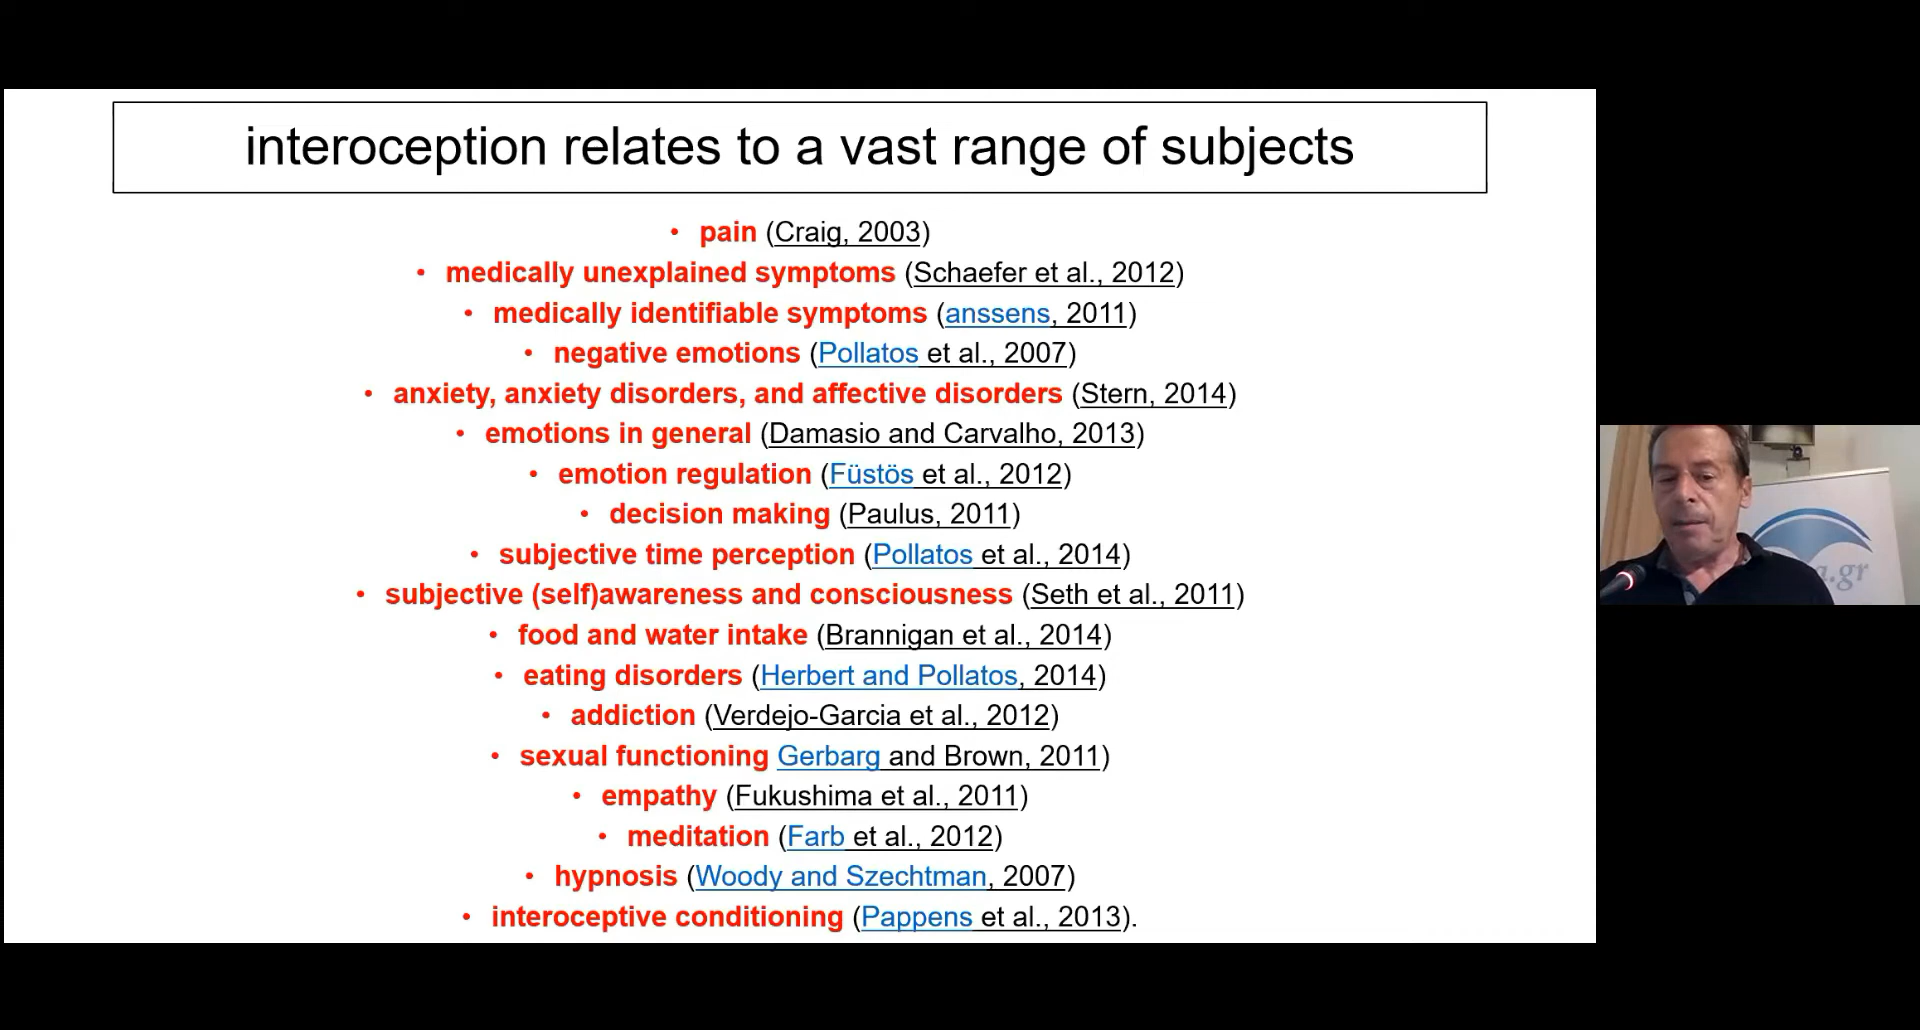 interoception relates to a vast range of subjects
• pain (Craig, 2003)
• medically unexplained symptoms (Schaefer et al., 2012)
• medically identifiable symptoms (anssens, 2011)
• negative emotions (Pollatos et al., 2007)
• anxiety, anxiety disorders, and affective disorders (Stern, 2014)
• emotions in general (Damasio and Carvalho, 2013)
• emotion regulation (Füstös et al., 2012)
• decision making (Paulus, 2011)
• subjective time perception (Pollatos et al., 2014)
• subjective (self)awareness and consciousness (Seth et al., 2011)
• food and water intake (Brannigan et al., 2014)
• eating disorders (Herbert and Pollatos, 2014)
• addiction (Verdejo-Garcia et al., 2012)
• sexual functioning Gerbarg and Brown, 2011)
• empathy (Fukushima et al., 2011)
• meditation (Farb et al., 2012)
• hypnosis (Woody and Szechtman, 2007)
• interoceptive conditioning (Pappens et al., 2013).
a.gr